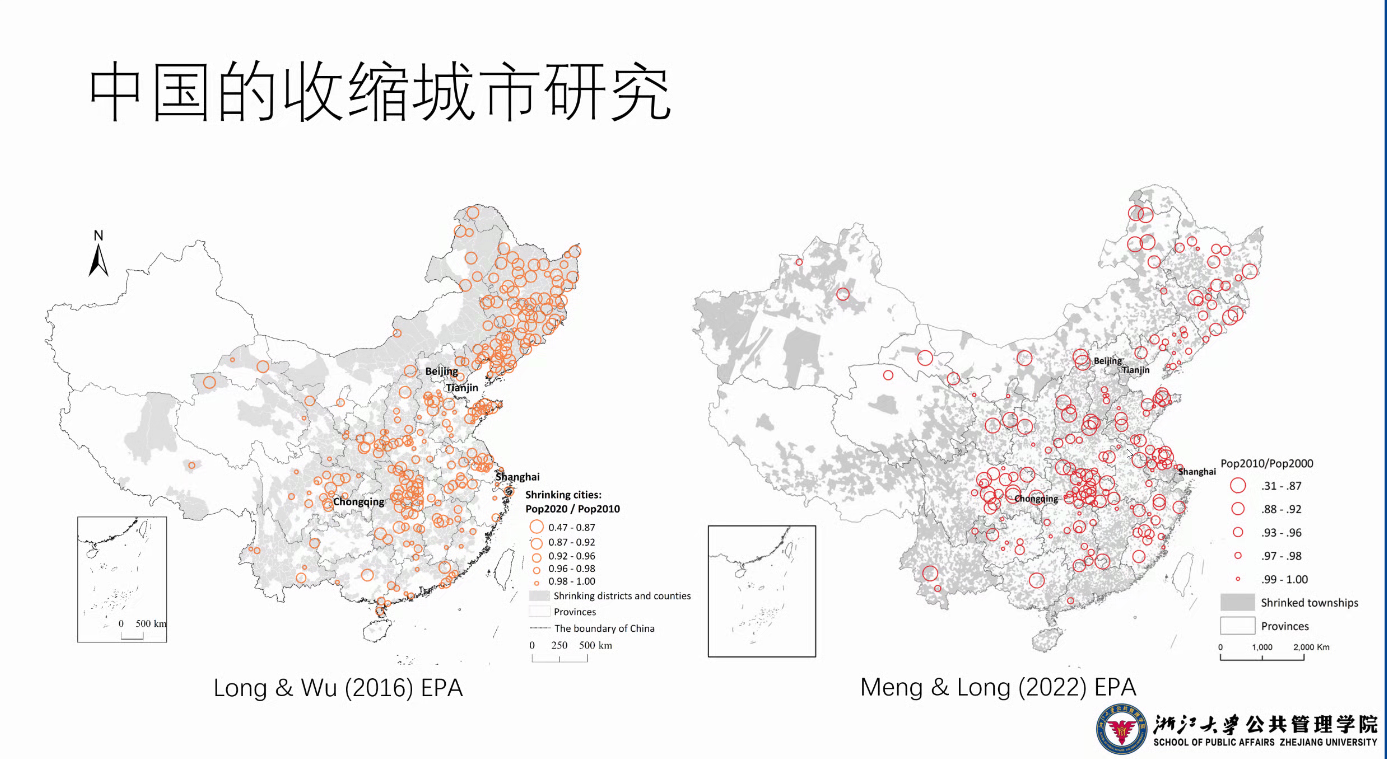 中国的收缩城市研究
N
Beijing
Tianjin
Shanghai
Chongqing
Shrinking cities:
Pop2020 / Pop2010
0.47 - 0.87
0.87 - 0.92
0.92 - 0.96
0.96 - 0.98
0.98 - 1.00
Shrinking districts and counties
Provinces
The boundary of China
0 250 500 km
0 500 km
Long & Wu (2016) EPA
Beijing
Tianjin
Shanghai
Chongqing
Pop2010/Pop2000
.31 - .87
.88 - .92
.93 - .96
.97 - .98
.99 - 1.00
Shrinked townships
Provinces
0 1,000 2,000 Km
Meng & Long (2022) EPA
浙江大学公共管理学院
SCHOOL OF PUBLIC AFFAIRS ZHEJIANG UNIVERSITY